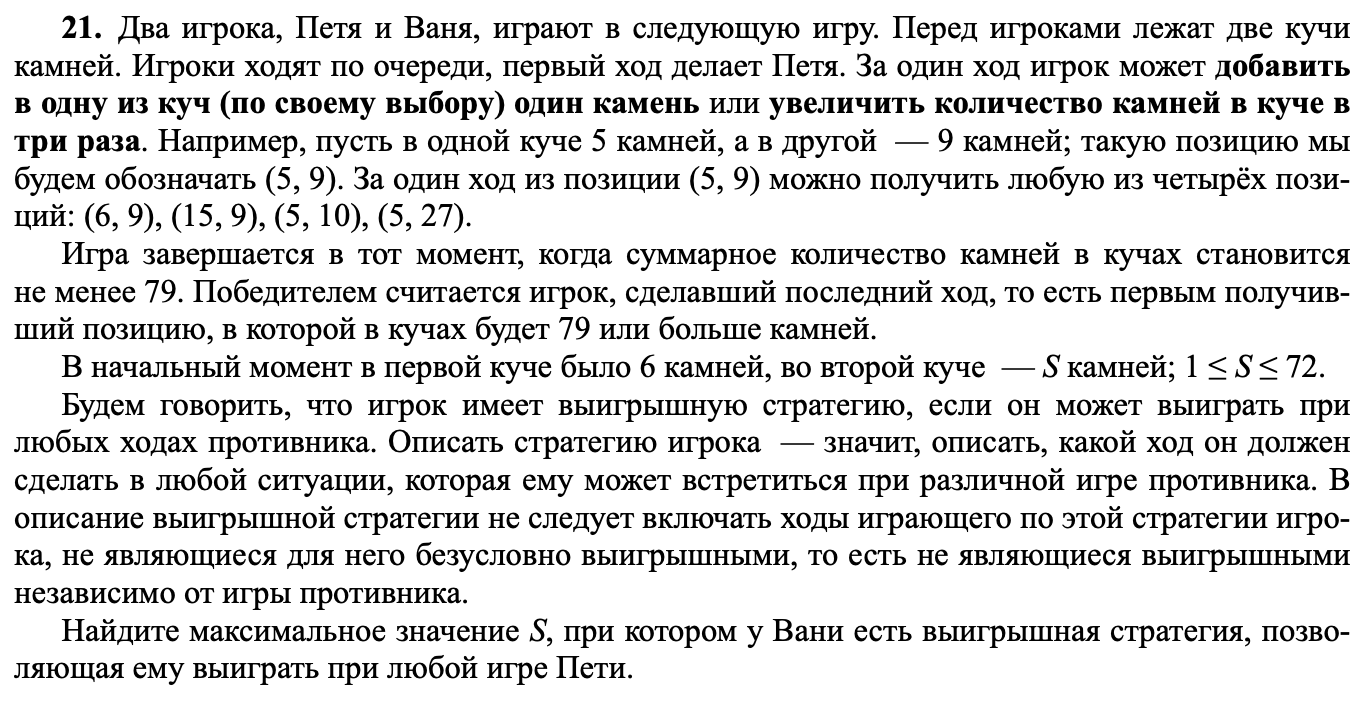 21. Два игрока, Петя и Ваня, играют в следующую игру. Перед игроками лежат две кучи
камней. Игроки ходят по очереди, первый ход делает Петя. За один ход игрок может добавить
в одну из куч (по своему выбору) один камень или увеличить количество камней в куче в
три раза. Например, пусть в одной куче 5 камней, а в другой — 9 камней; такую позицию мы
будем обозначать (5, 9). За один ход из позиции (5, 9) можно получить любую из четырёх пози-
ций: (6, 9), (15, 9), (5, 10), (5, 27).
Игра завершается в тот момент, когда суммарное количество камней в кучах становится
не менее 79. Победителем считается игрок, сделавший последний ход, то есть первым получив-
ший позицию, в которой в кучах будет 79 или больше камней.
В начальный момент в первой куче было 6 камней, во второй куче — S камней; 1 ≤ S ≤ 72.
Будем говорить, что игрок имеет выигрышную стратегию, если он может выиграть при
любых ходах противника. Описать стратегию игрока — значит, описать, какой ход он должен
сделать в любой ситуации, которая ему может встретиться при различной игре противника. В
описание выигрышной стратегии не следует включать ходы играющего по этой стратегии игро-
ка, не являющиеся для него безусловно выигрышными, то есть не являющиеся выигрышными
независимо от игры противника.
Найдите максимальное значение S, при котором у Вани есть выигрышная стратегия, позво-
ляющая ему выиграть при любой игре Пети.